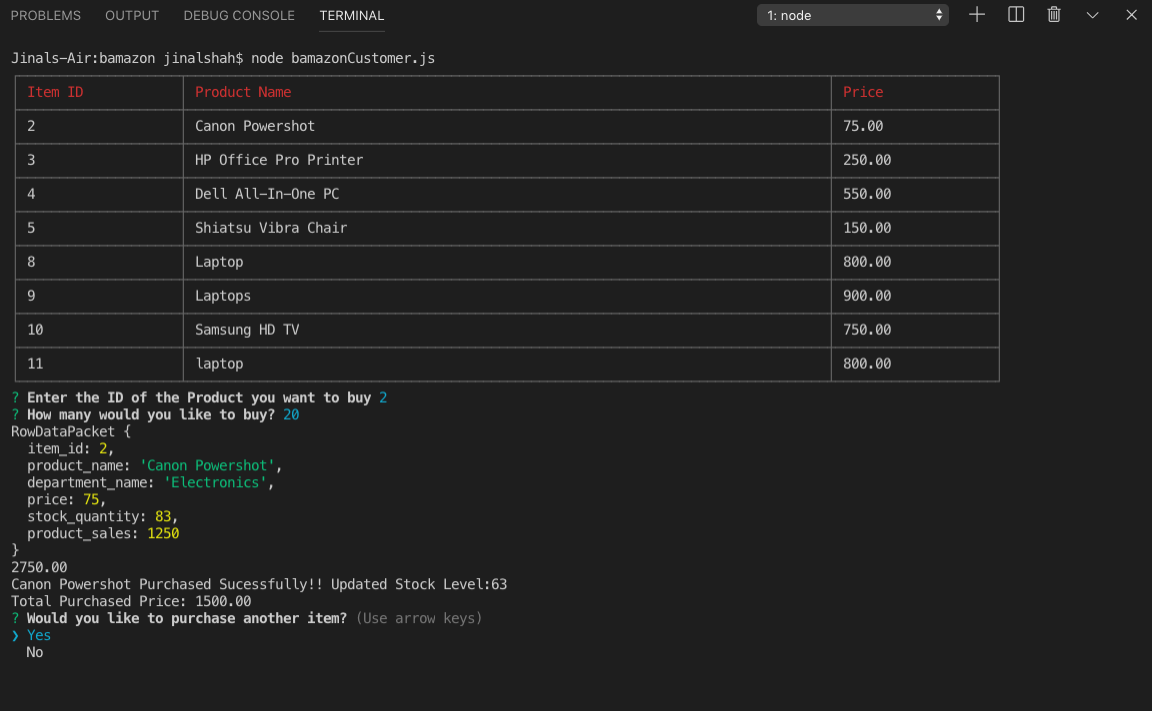 PROBLEMS OUTPUT DEBUG CONSOLE TERMINAL 1: node
Jinals-Air:bamazon jinalshah$ node bamazonCustomer.js
Item ID Product Name Price
2 Canon Powershot 75.00
3 HP Office Pro Printer 250.00
4 Dell All-In-One PC 550.00
5 Shiatsu Vibra Chair 150.00
8 Laptop 800.00
9 Laptops 900.00
10 Samsung HD TV 750.00
11 laptop 800.00
? Enter the ID of the Product you want to buy 2
? How many would you like to buy? 20
RowDataPacket {
  item_id: 2,
  product_name: 'Canon Powershot',
  department_name: 'Electronics',
  price: 75,
  stock_quantity: 83,
  product_sales: 1250
}
2750.00
Canon Powershot Purchased Sucessfully!! Updated Stock Level:63
Total Purchased Price: 1500.00
? Would you like to purchase another item? (Use arrow keys)
❯ Yes
  No